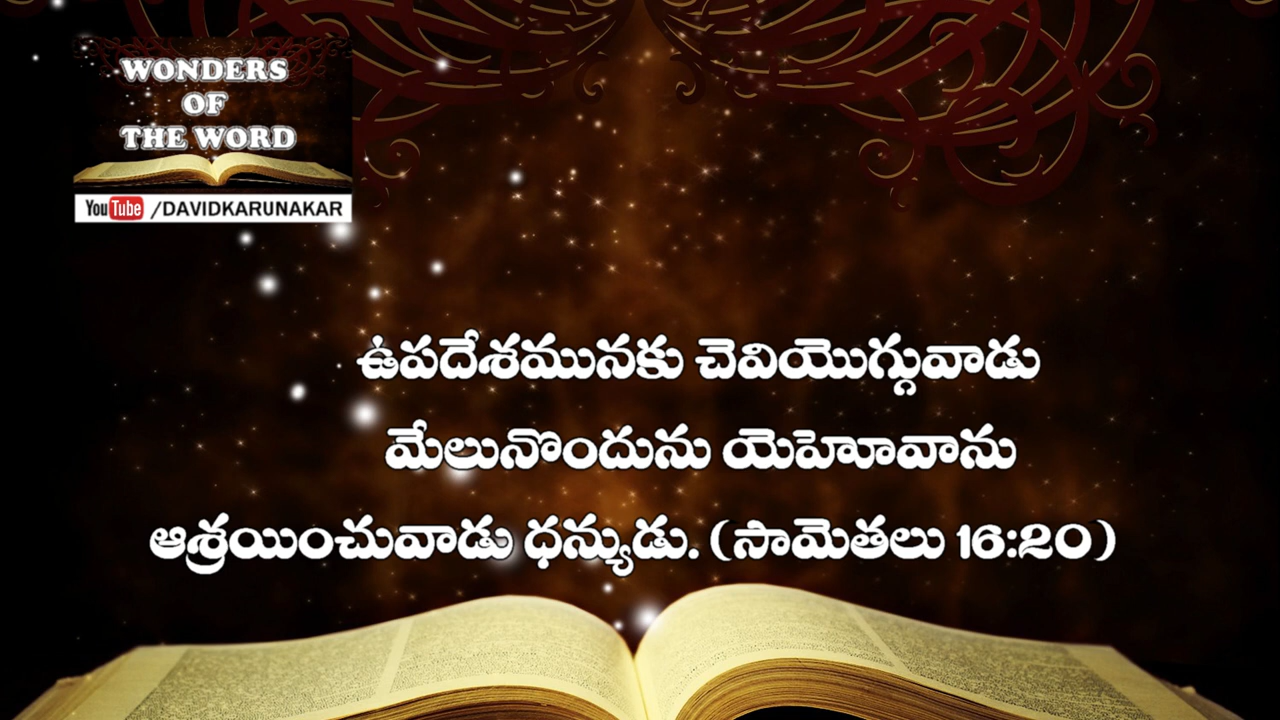 WONDERS
OF
THE WORD
YouTube /DAVIDKARUNAKAR
ఉపదేశమునకు చెవియొగ్గువాడు
మేలునొందును యెహోవాను
ఆశ్రయించువాడు ధన్యుడు. (సామెతలు 16:20)